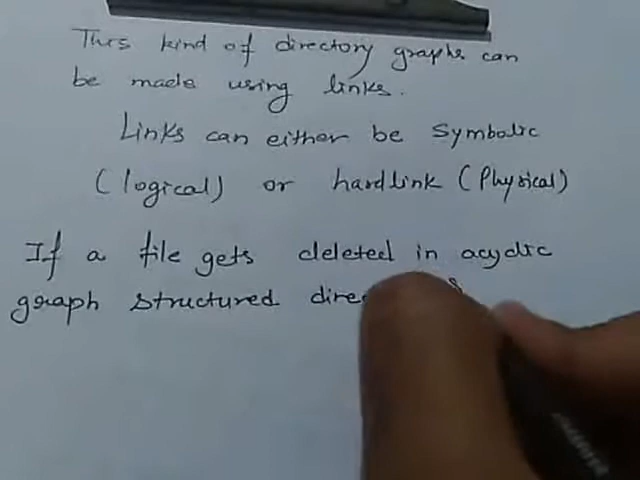 This kind of directory graphs can
be made using links.
Links can either be Symbolic
(logical) or hardlink (Physical)
If a file gets deleted in acyclic
graph structured